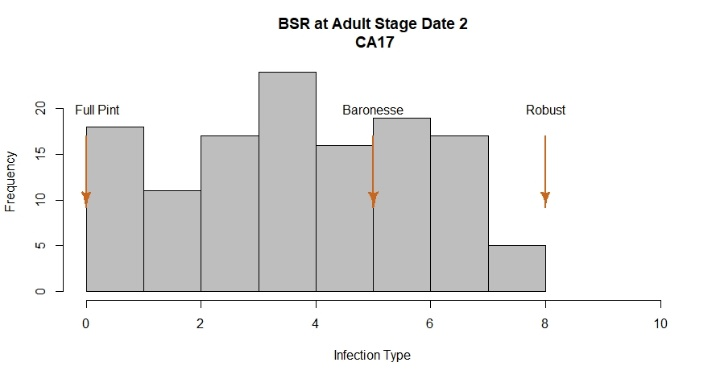 BSR at Adult Stage Date 2
CA17
Full Pint
Baronesse
Robust
Frequency
20
15
10
5
0
0 2 4 6 8 10
Infection Type